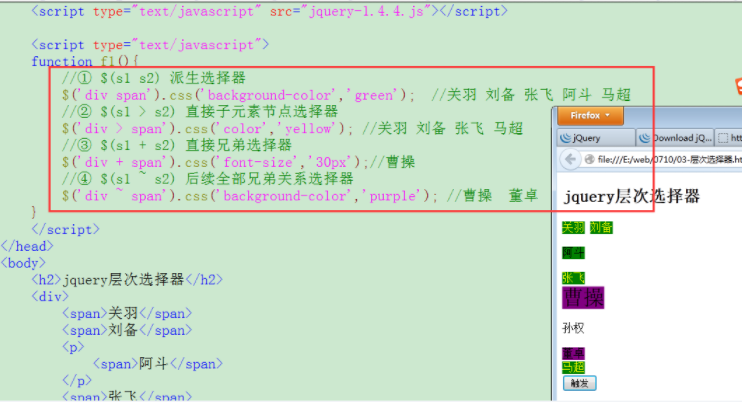 <script type="text/javascript" src="jquery-1.4.4.js"></script>
<script type="text/javascript">
function f1(){
//① $(s1 s2) 派生选择器
$('div span').css('background-color','green'); //关羽 刘备 张飞 阿斗 马超
//② $(s1 > s2) 直接子元素节点选择器
$('div > span').css('color','yellow'); //关羽 刘备 张飞 马超
//③ $(s1 + s2) 直接兄弟选择器
$('div + span').css('font-size','30px');//曹操
//④ $(s1 ~ s2) 后续全部兄弟关系选择器
$('div ~ span').css('background-color','purple'); //曹操 董卓
}
</script>
</head>
<body>
<h2>jquery层次选择器</h2>
<div>
<span>关羽</span>
<span>刘备</span>
<p>
<span>阿斗</span>
</p>
<span>张飞</span>
Firefox
jQuery
Download jQ...
htt
file:///E:/web/0710/03-层次选择器.ht
jquery层次选择器
关羽 刘备
阿斗
张飞
曹操
孙权
董卓
马超
触发